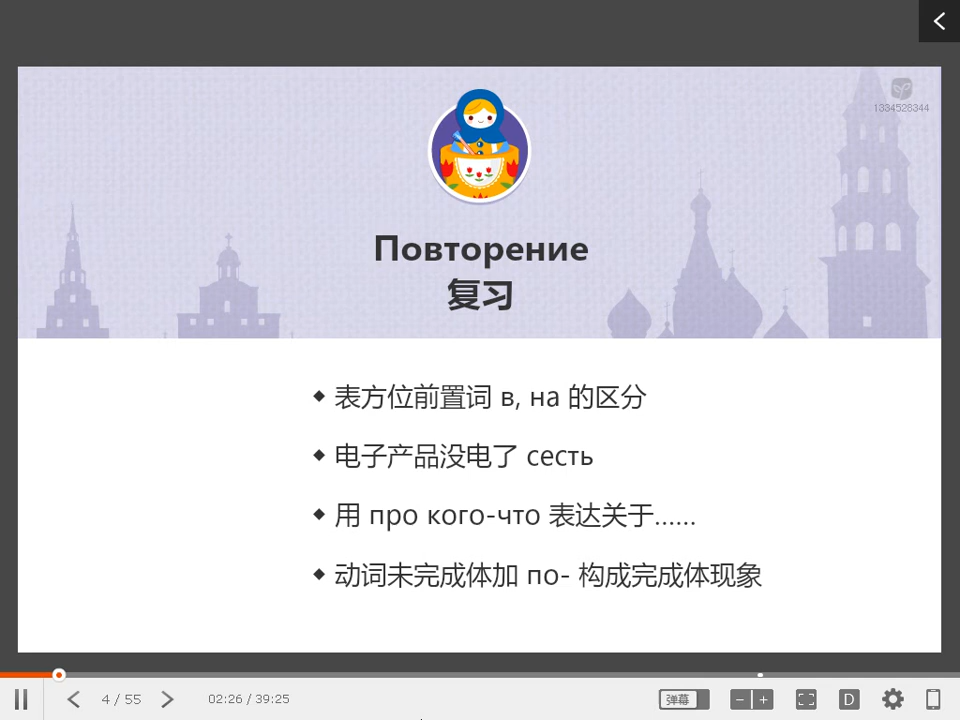 1334528344
Повторение
复习
表方位前置词 в, на 的区分
电子产品没电了 сесть
用 про кого-что 表达关于……
动词未完成体加 по- 构成完成体现象
4 / 55
02:26 / 39:25
弹幕
D